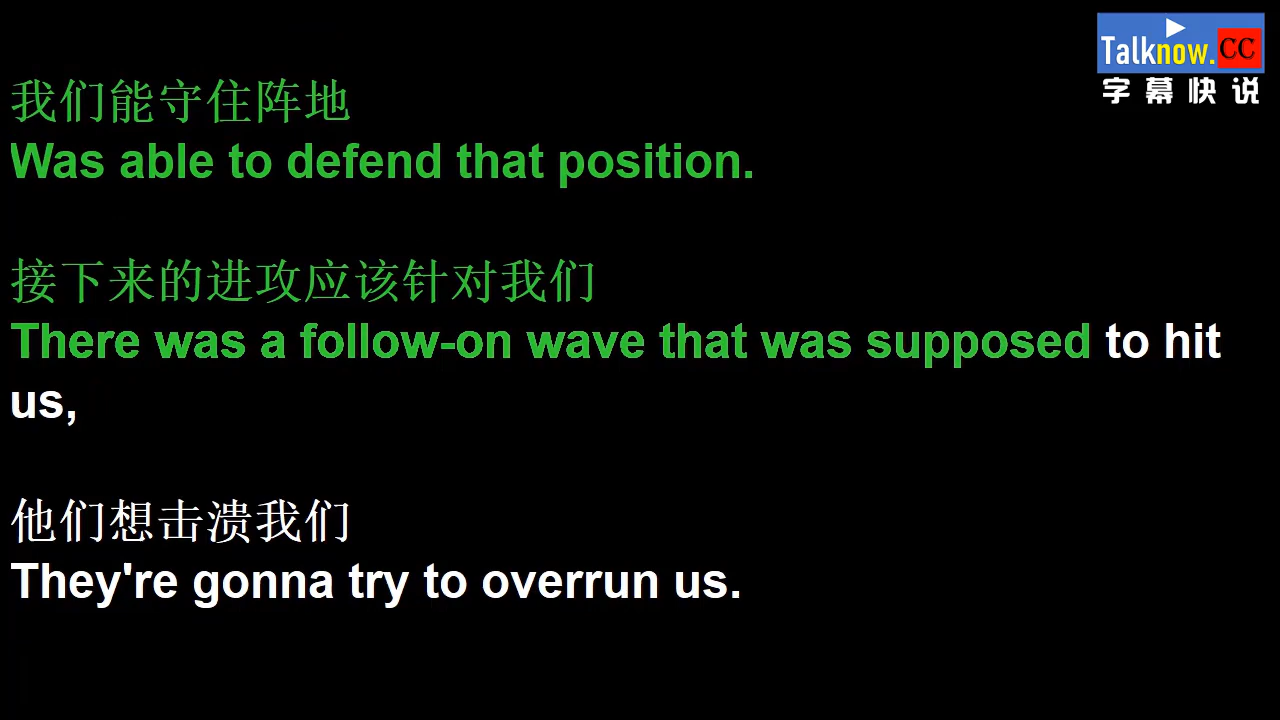 Talknow.CC
字幕快说
我们能守住阵地
Was able to defend that position.
接下来的进攻应该针对我们
There was a follow-on wave that was supposed to hit
us,
他们想击溃我们
They're gonna try to overrun us.